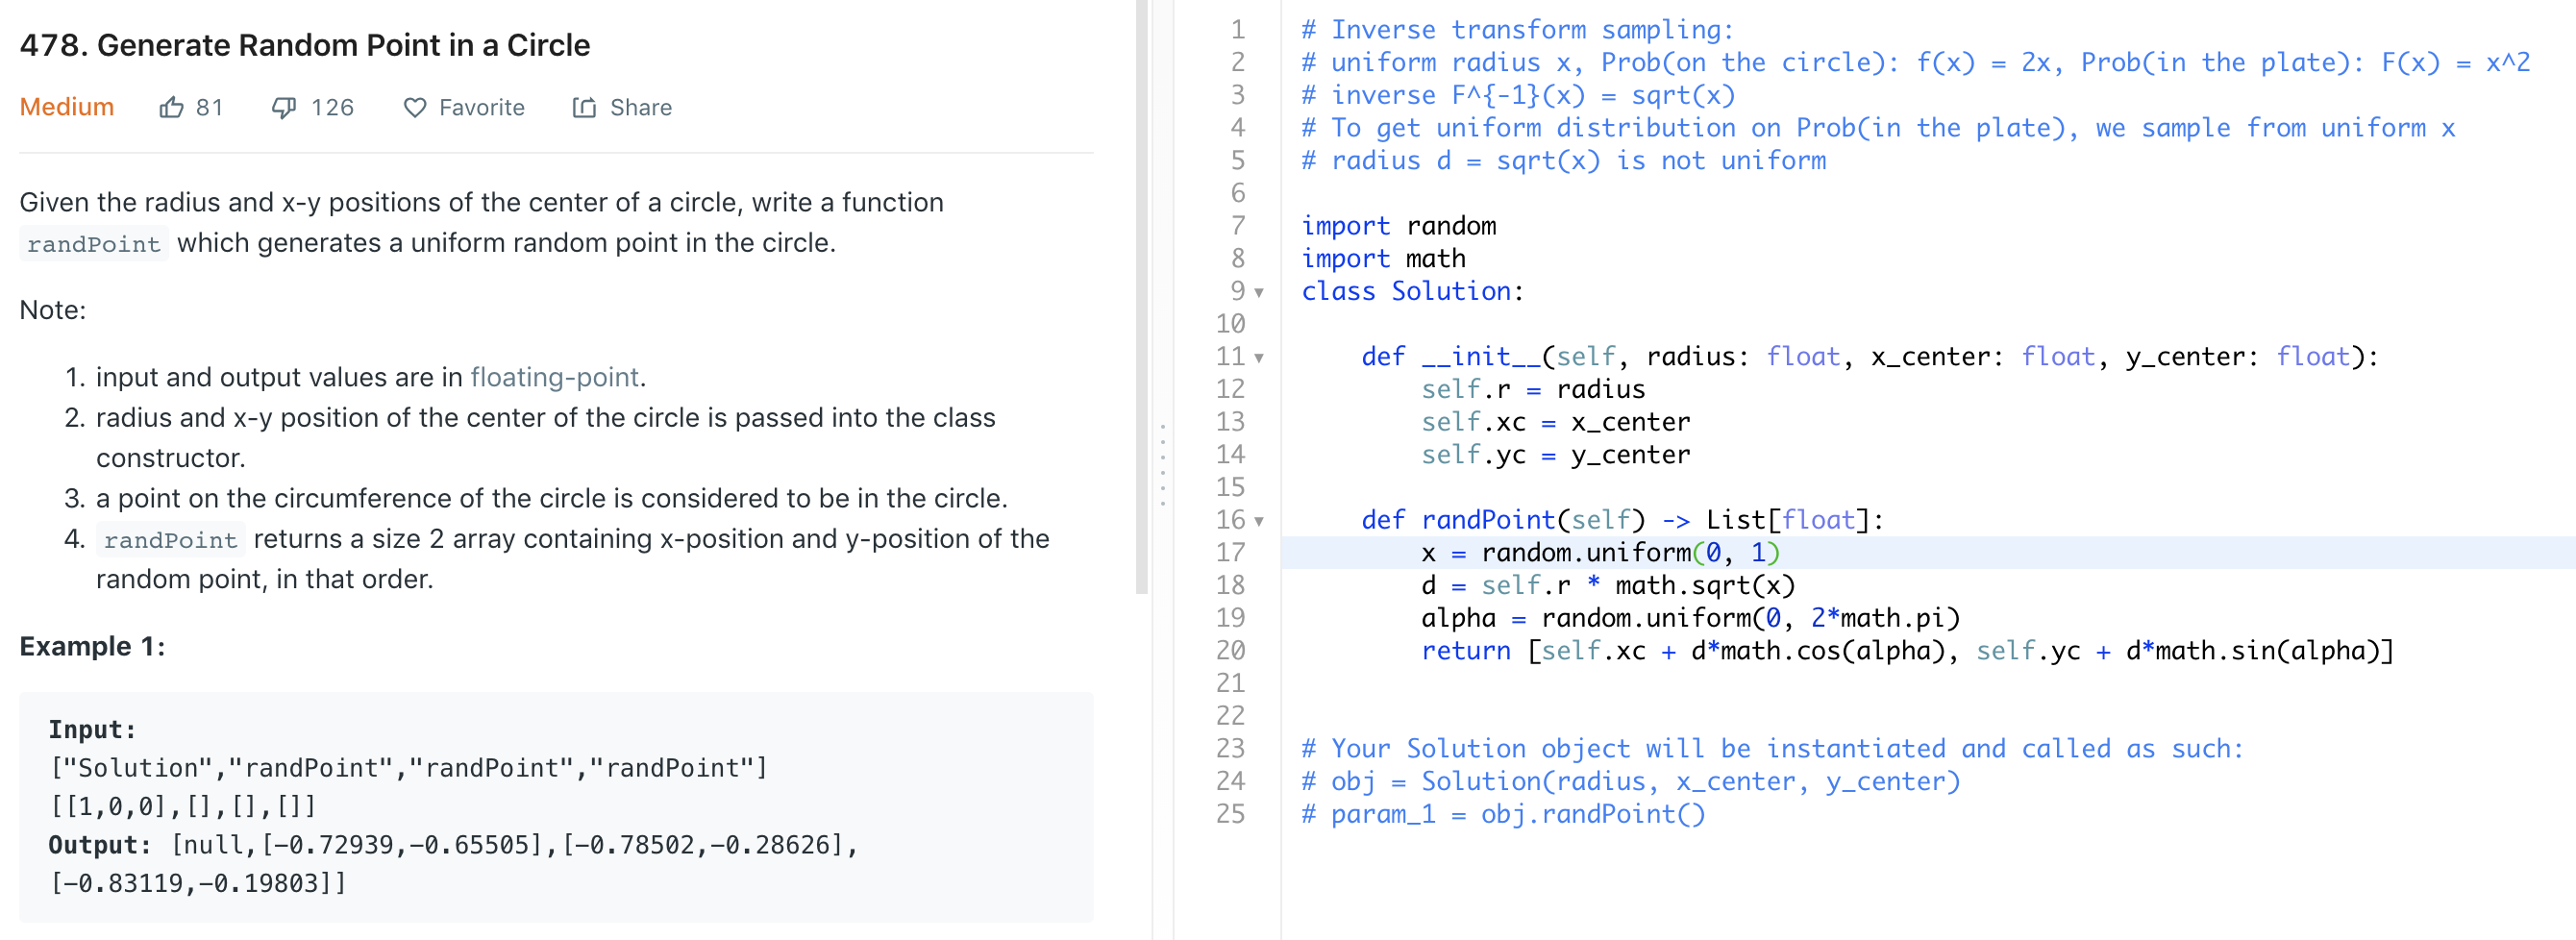 478. Generate Random Point in a Circle
Medium 81 126 Favorite Share
Given the radius and x-y positions of the center of a circle, write a function
randPoint which generates a uniform random point in the circle.
Note:
1. input and output values are in floating-point.
2. radius and x-y position of the center of the circle is passed into the class
constructor.
3. a point on the circumference of the circle is considered to be in the circle.
4. randPoint returns a size 2 array containing x-position and y-position of the
random point, in that order.
Example 1:
Input:
["Solution","randPoint","randPoint","randPoint"]
[[1,0,0],[],[],[]]
Output: [null,[-0.72939,-0.65505],[-0.78502,-0.28626],
[-0.83119,-0.19803]]
1 # Inverse transform sampling:
2 # uniform radius x, Prob(on the circle): f(x) = 2x, Prob(in the plate): F(x) = x^2
3 # inverse F^{-1}(x) = sqrt(x)
4 # To get uniform distribution on Prob(in the plate), we sample from uniform x
5 # radius d = sqrt(x) is not uniform
6
7 import random
8 import math
9 class Solution:
10
11 def __init__(self, radius: float, x_center: float, y_center: float):
12 self.r = radius
13 self.xc = x_center
14 self.yc = y_center
15
16 def randPoint(self) -> List[float]:
17 x = random.uniform(0, 1)
18 d = self.r * math.sqrt(x)
19 alpha = random.uniform(0, 2*math.pi)
20 return [self.xc + d*math.cos(alpha), self.yc + d*math.sin(alpha)]
21
22
23 # Your Solution object will be instantiated and called as such:
24 # obj = Solution(radius, x_center, y_center)
25 # param_1 = obj.randPoint()